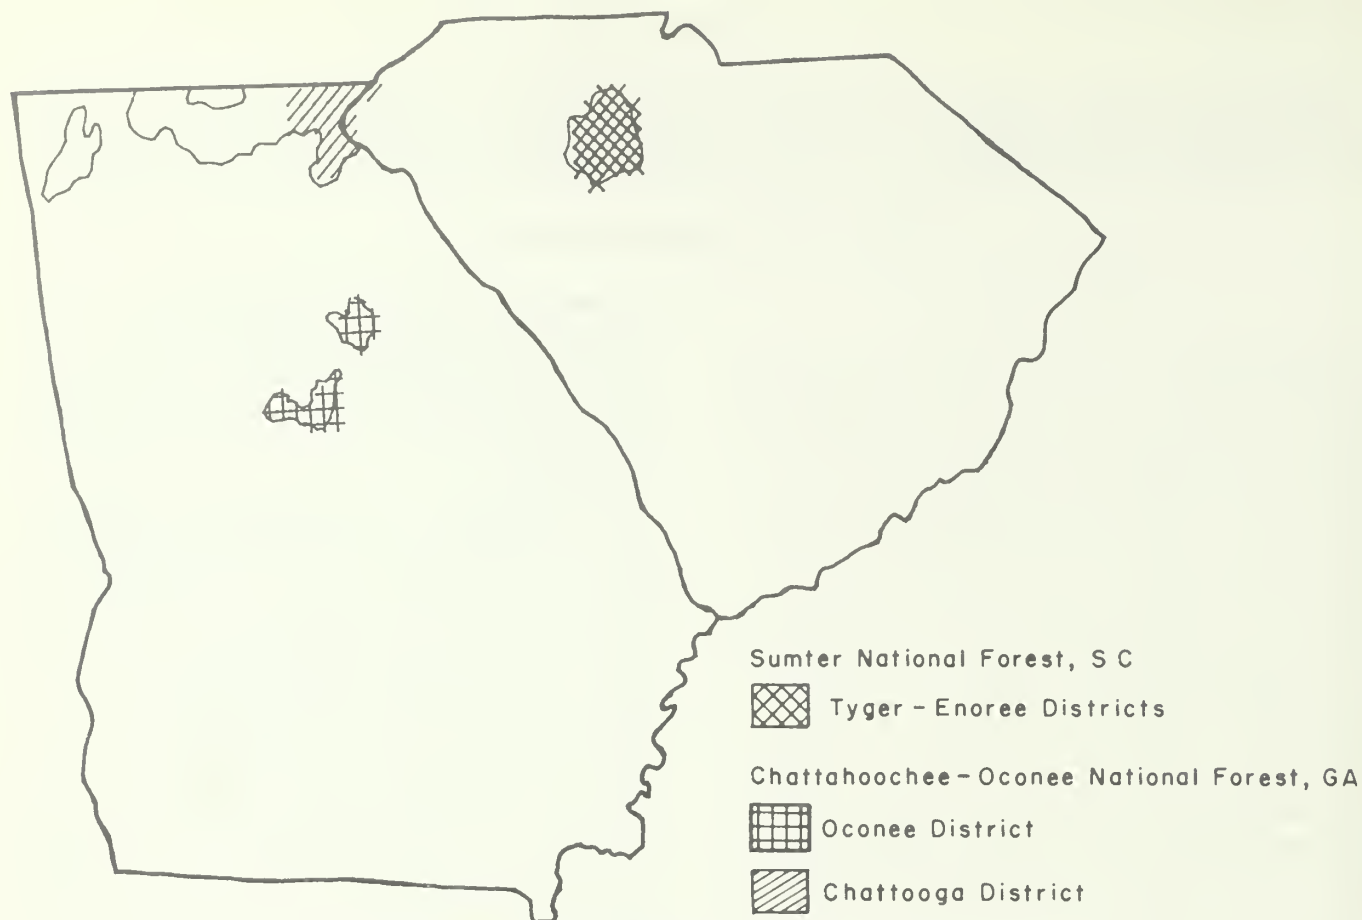 Sumter National Forest, S C
Tyger - Enoree Districts
Chattahoochee - Oconee National Forest, GA
Oconee District
Chattooga District